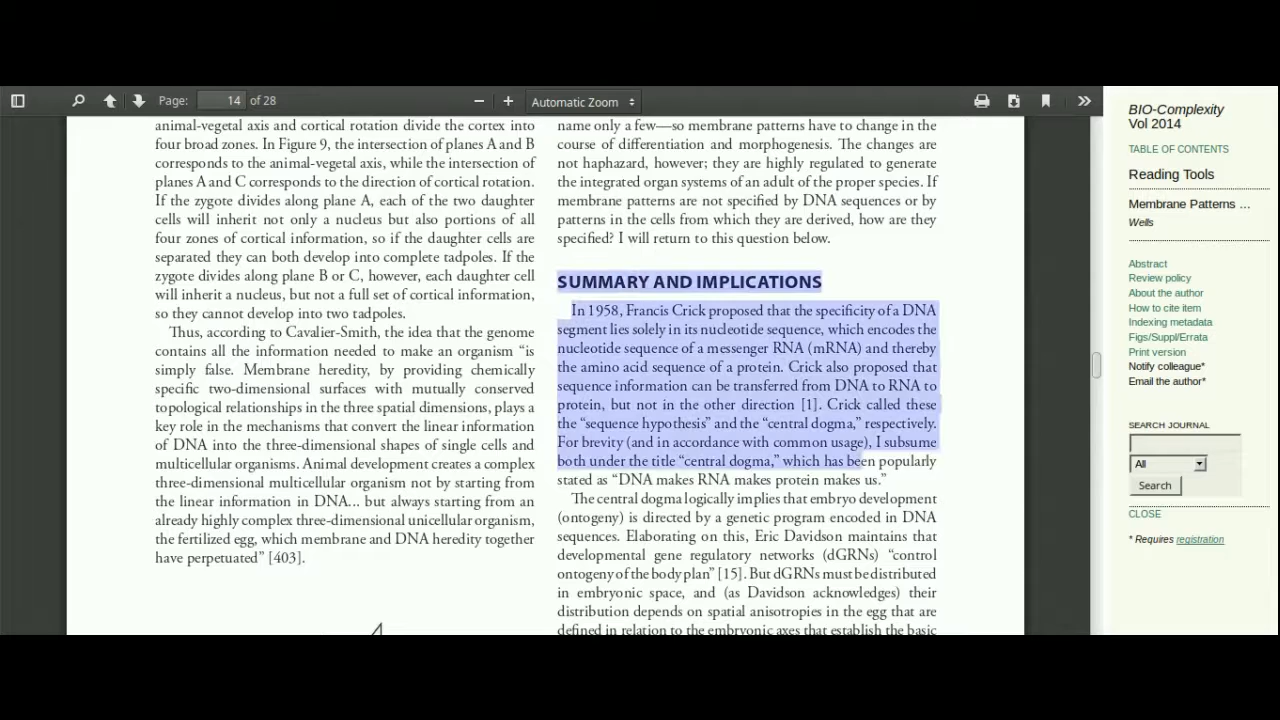 Page:
14
of 28
Automatic Zoom
animal-vegetal axis and cortical rotation divide the cortex into
four broad zones. In Figure 9, the intersection of planes A and B
corresponds to the animal-vegetal axis, while the intersection of
planes A and C corresponds to the direction of cortical rotation.
If the zygote divides along plane A, each of the two daughter
cells will inherit not only a nucleus but also portions of all
four zones of cortical information, so if the daughter cells are
separated they can both develop into complete tadpoles. If the
zygote divides along plane B or C, however, each daughter cell
will inherit a nucleus, but not a full set of cortical information,
so they cannot develop into two tadpoles.
Thus, according to Cavalier-Smith, the idea that the genome
contains all the information needed to make an organism “is
simply false. Membrane heredity, by providing chemically
specific two-dimensional surfaces with mutually conserved
topological relationships in the three spatial dimensions, plays a
key role in the mechanisms that convert the linear information
of DNA into the three-dimensional shapes of single cells and
multicellular organisms. Animal development creates a complex
three-dimensional multicellular organism not by starting from
the linear information in DNA... but always starting from an
already highly complex three-dimensional unicellular organism,
the fertilized egg, which membrane and DNA heredity together
have perpetuated” [403].
name only a few—so membrane patterns have to change in the
course of differentiation and morphogenesis. The changes are
not haphazard, however; they are highly regulated to generate
the integrated organ systems of an adult of the proper species. If
membrane patterns are not specified by DNA sequences or by
patterns in the cells from which they are derived, how are they
specified? I will return to this question below.
SUMMARY AND IMPLICATIONS
In 1958, Francis Crick proposed that the specificity of a DNA
segment lies solely in its nucleotide sequence, which encodes the
nucleotide sequence of a messenger RNA (mRNA) and thereby
the amino acid sequence of a protein. Crick also proposed that
sequence information can be transferred from DNA to RNA to
protein, but not in the other direction [1]. Crick called these
the “sequence hypothesis” and the “central dogma,” respectively.
For brevity (and in accordance with common usage), I subsume
both under the title “central dogma,” which has been popularly
stated as “DNA makes RNA makes protein makes us.”
The central dogma logically implies that embryo development
(ontogeny) is directed by a genetic program encoded in DNA
sequences. Elaborating on this, Eric Davidson maintains that
developmental gene regulatory networks (dGRNs) “control
ontogeny of the body plan” [15]. But dGRNs must be distributed
in embryonic space, and (as Davidson acknowledges) their
distribution depends on spatial anisotropies in the egg that are
defined in relation to the embryonic axes that establish the basic
BIO-Complexity
Vol 2014
TABLE OF CONTENTS
Reading Tools
Membrane Patterns ...
Wells
Abstract
Review policy
About the author
How to cite item
Indexing metadata
Figs/Suppl/Errata
Print version
Notify colleague*
Email the author*
SEARCH JOURNAL
All
Search
CLOSE
* Requires registration